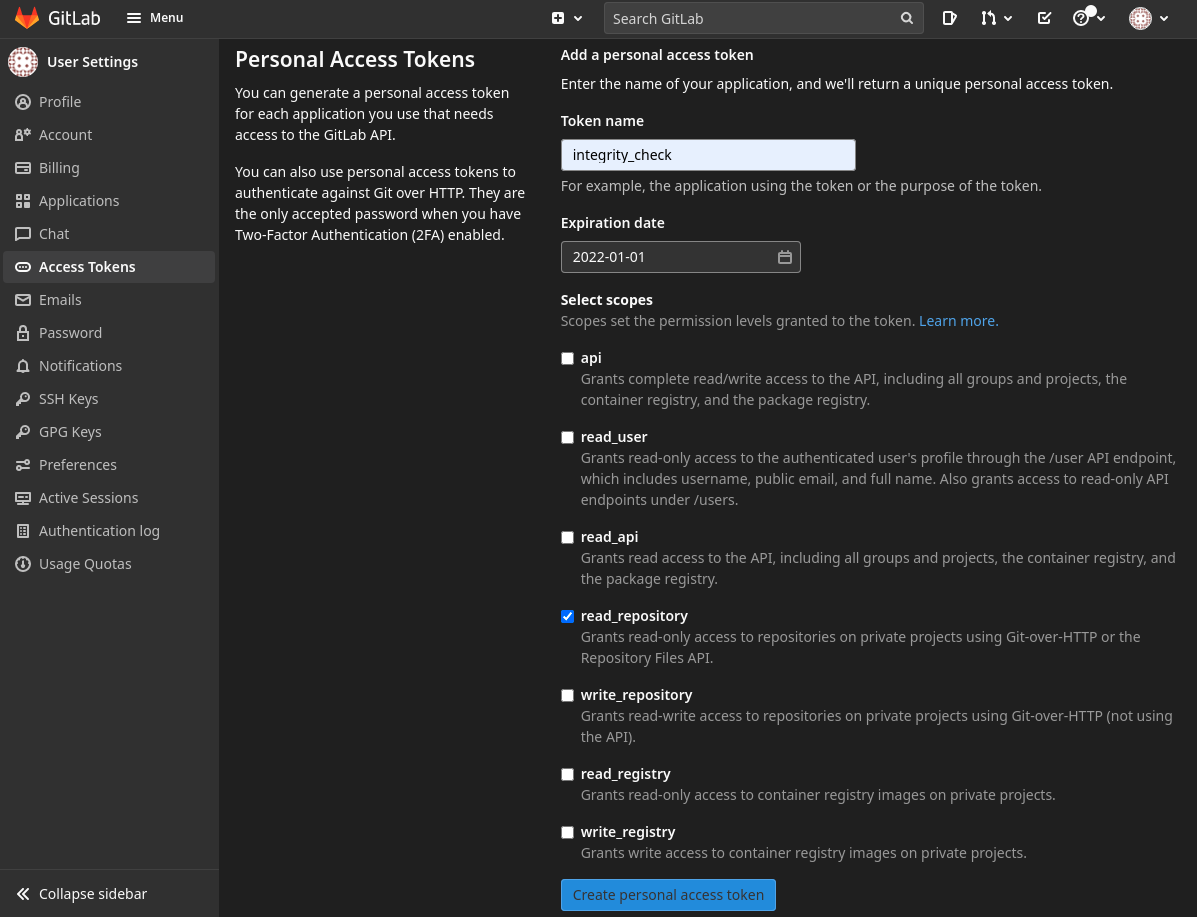 GitLab
Menu
Search GitLab
User Settings
Profile
Account
Billing
Applications
Chat
Access Tokens
Emails
Password
Notifications
SSH Keys
GPG Keys
Preferences
Active Sessions
Authentication log
Usage Quotas
Collapse sidebar
Personal Access Tokens
You can generate a personal access token
for each application you use that needs
access to the GitLab API.
You can also use personal access tokens to
authenticate against Git over HTTP. They are
the only accepted password when you have
Two-Factor Authentication (2FA) enabled.
Add a personal access token
Enter the name of your application, and we'll return a unique personal access token.
Token name
integrity_check
For example, the application using the token or the purpose of the token.
Expiration date
2022-01-01
Select scopes
Scopes set the permission levels granted to the token. Learn more.
api
Grants complete read/write access to the API, including all groups and projects, the
container registry, and the package registry.
read_user
Grants read-only access to the authenticated user's profile through the /user API endpoint,
which includes username, public email, and full name. Also grants access to read-only API
endpoints under /users.
read_api
Grants read access to the API, including all groups and projects, the container registry, and
the package registry.
read_repository
Grants read-only access to repositories on private projects using Git-over-HTTP or the
Repository Files API.
write_repository
Grants read-write access to repositories on private projects using Git-over-HTTP (not using
the API).
read_registry
Grants read-only access to container registry images on private projects.
write_registry
Grants write access to container registry images on private projects.
Create personal access token